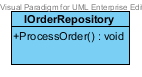 Visual Paradigm for UML Enterprise Edi
IOrderRepository
+ProcessOrder() : void